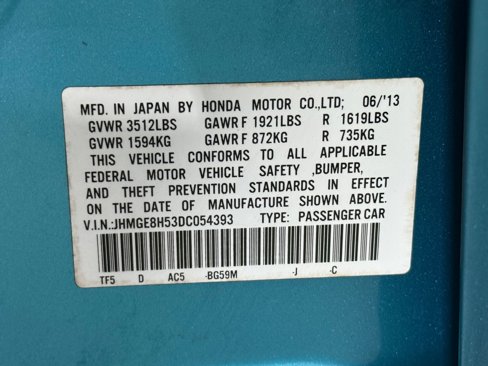 MFD. IN JAPAN BY HONDA MOTOR CO.,LTD; 06/'13
GVWR 3512LBS GAWR F 1921LBS R 1619LBS
GVWR 1594KG GAWR F 872KG R 735KG
THIS VEHICLE CONFORMS TO ALL APPLICABLE
FEDERAL MOTOR VEHICLE SAFETY ,BUMPER,
AND THEFT PREVENTION STANDARDS IN EFFECT
ON THE DATE OF MANUFACTURE SHOWN ABOVE.
V.I.N.:JHMGE8H53DC054393 TYPE: PASSENGER CAR
TF5 D AC5 -BG59M -J -C